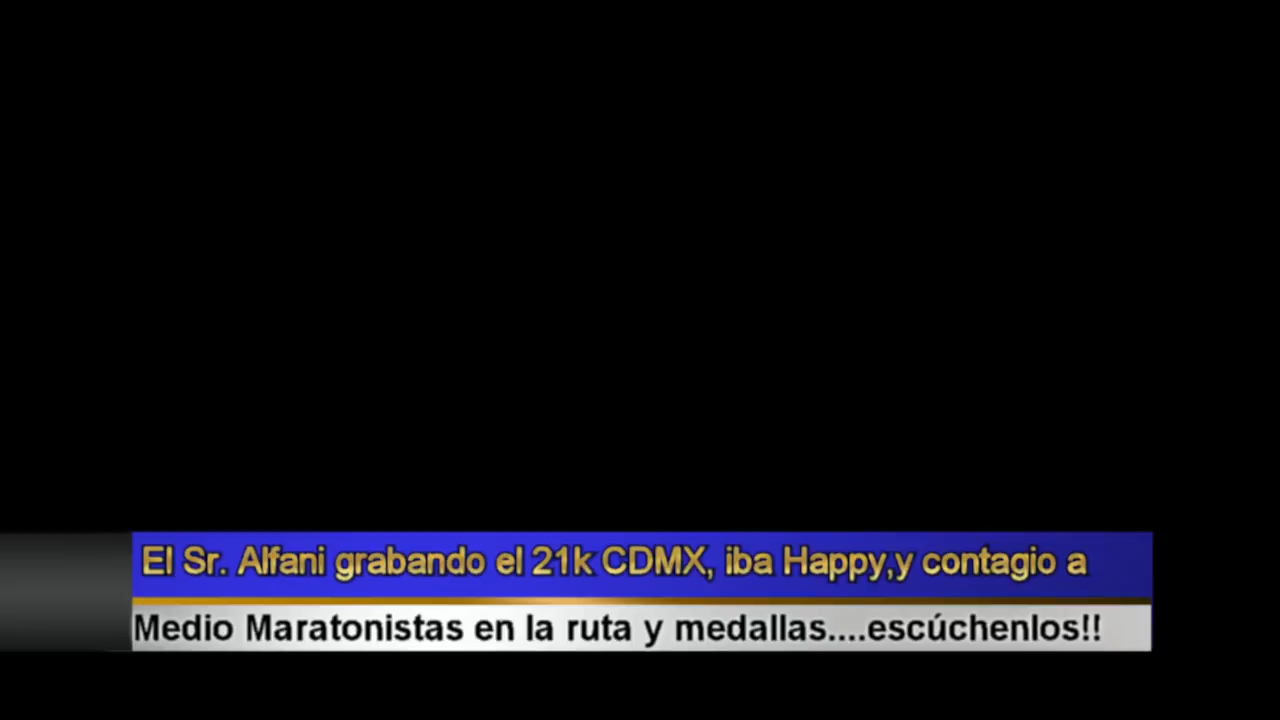 El Sr. Alfani grabando el 21k CDMX, iba Happy,y contagio a
Medio Maratonistas en la ruta y medallas....escúchenlos!!